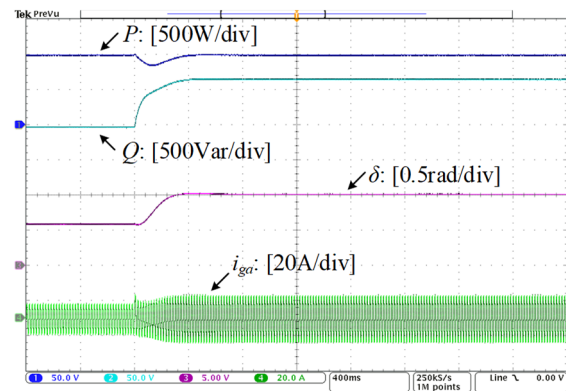 Tek PreVu
P: [500W/div]
1
Q: [500Var/div]
δ: [0.5rad/div]
3
iga: [20A/div]
4
1 50.0 V 2 50.0 V 3 5.00 V 4 20.0 A 400ms 250kS/s Line 0.00 V
1M points